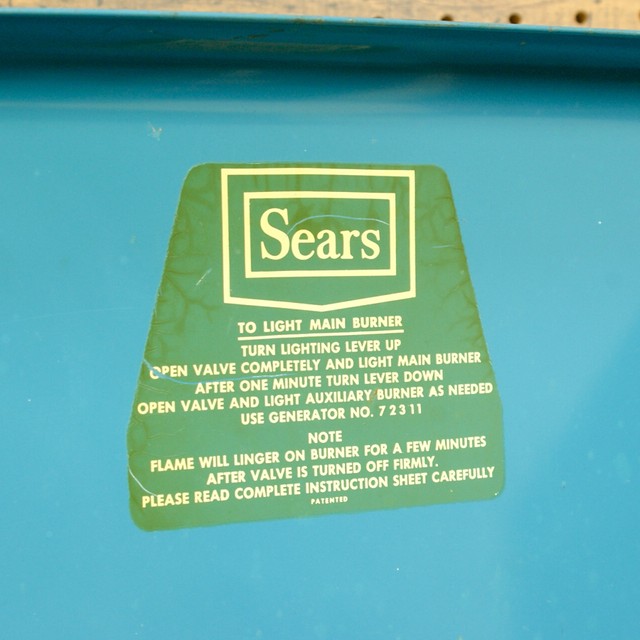 Sears
TO LIGHT MAIN BURNER
TURN LIGHTING LEVER UP
OPEN VALVE COMPLETELY AND LIGHT MAIN BURNER
AFTER ONE MINUTE TURN LEVER DOWN
OPEN VALVE AND LIGHT AUXILIARY BURNER AS NEEDED
USE GENERATOR NO. 72311
NOTE
FLAME WILL LINGER ON BURNER FOR A FEW MINUTES
AFTER VALVE IS TURNED OFF FIRMLY.
PLEASE READ COMPLETE INSTRUCTION SHEET CAREFULLY
PATENTED